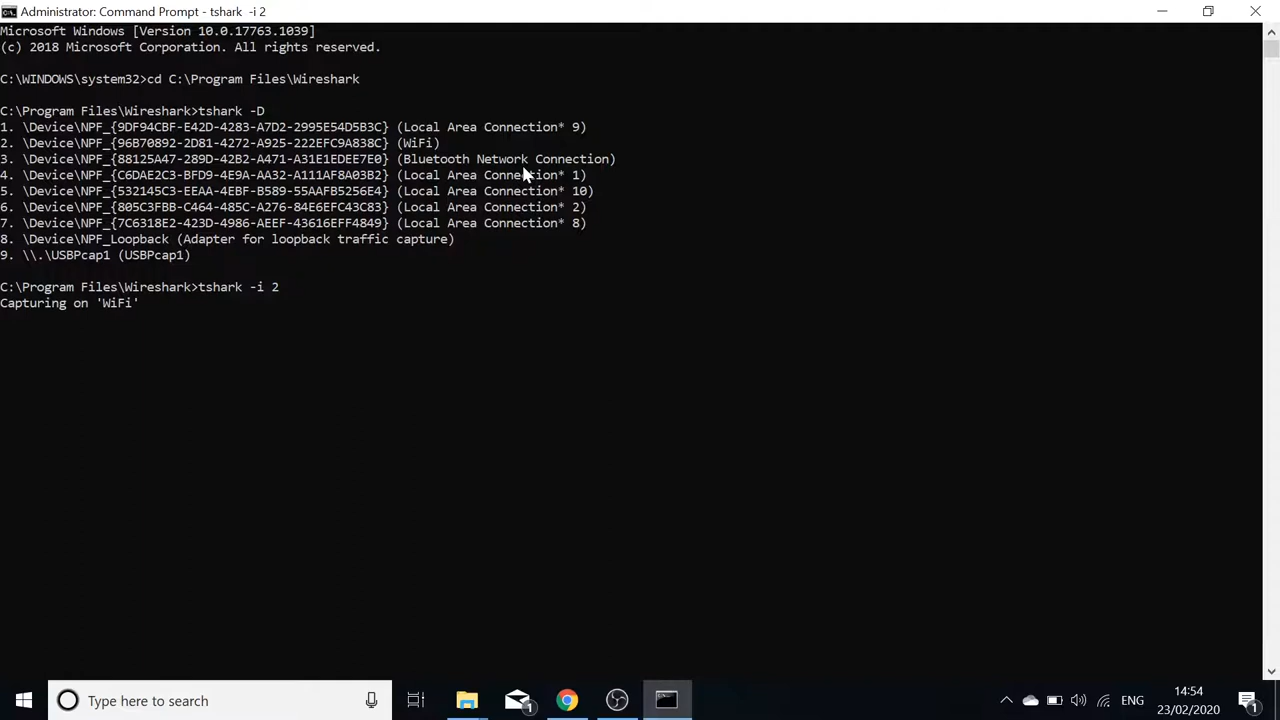 Administrator: Command Prompt - tshark -i 2
Microsoft Windows [Version 10.0.17763.1039]
(c) 2018 Microsoft Corporation. All rights reserved.
C:\WINDOWS\system32>cd C:\Program Files\Wireshark
C:\Program Files\Wireshark>tshark -D
1. \Device\NPF_{9DF94CBF-E42D-4283-A7D2-2995E54D5B3C} (Local Area Connection* 9)
2. \Device\NPF_{96B70892-2D81-4272-A925-222EFC9A838C} (WiFi)
3. \Device\NPF_{88125A47-289D-42B2-A471-A31E1EDEE7E0} (Bluetooth Network Connection)
4. \Device\NPF_{C6DAE2C3-BFD9-4E9A-AA32-A111AF8A03B2} (Local Area Connection* 1)
5. \Device\NPF_{532145C3-EEAA-4EBF-B589-55AAFB5256E4} (Local Area Connection* 10)
6. \Device\NPF_{805C3FBB-C464-485C-A276-84E6EFC43C83} (Local Area Connection* 2)
7. \Device\NPF_{7C6318E2-423D-4986-AEEF-43616EFF4849} (Local Area Connection* 8)
8. \Device\NPF_Loopback (Adapter for loopback traffic capture)
9. \\.\USBPcap1 (USBPcap1)
C:\Program Files\Wireshark>tshark -i 2
Capturing on 'WiFi'
Type here to search
1
ENG
14:54
23/02/2020
1